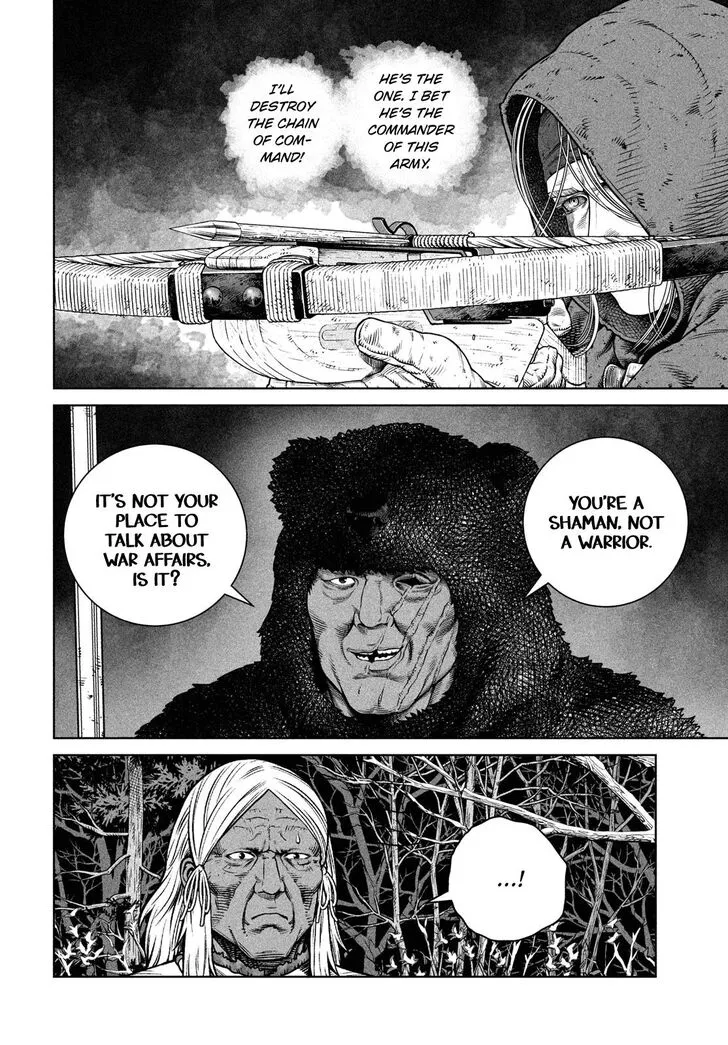 HE'S THE
ONE. I BET
HE'S THE
COMMANDER
OF THIS
ARMY.
I'LL
DESTROY
THE CHAIN
OF COM-
MAND!
YOU'RE A
SHAMAN, NOT
A WARRIOR.
IT'S NOT YOUR
PLACE TO
TALK ABOUT
WAR AFFAIRS,
IS IT?
...!